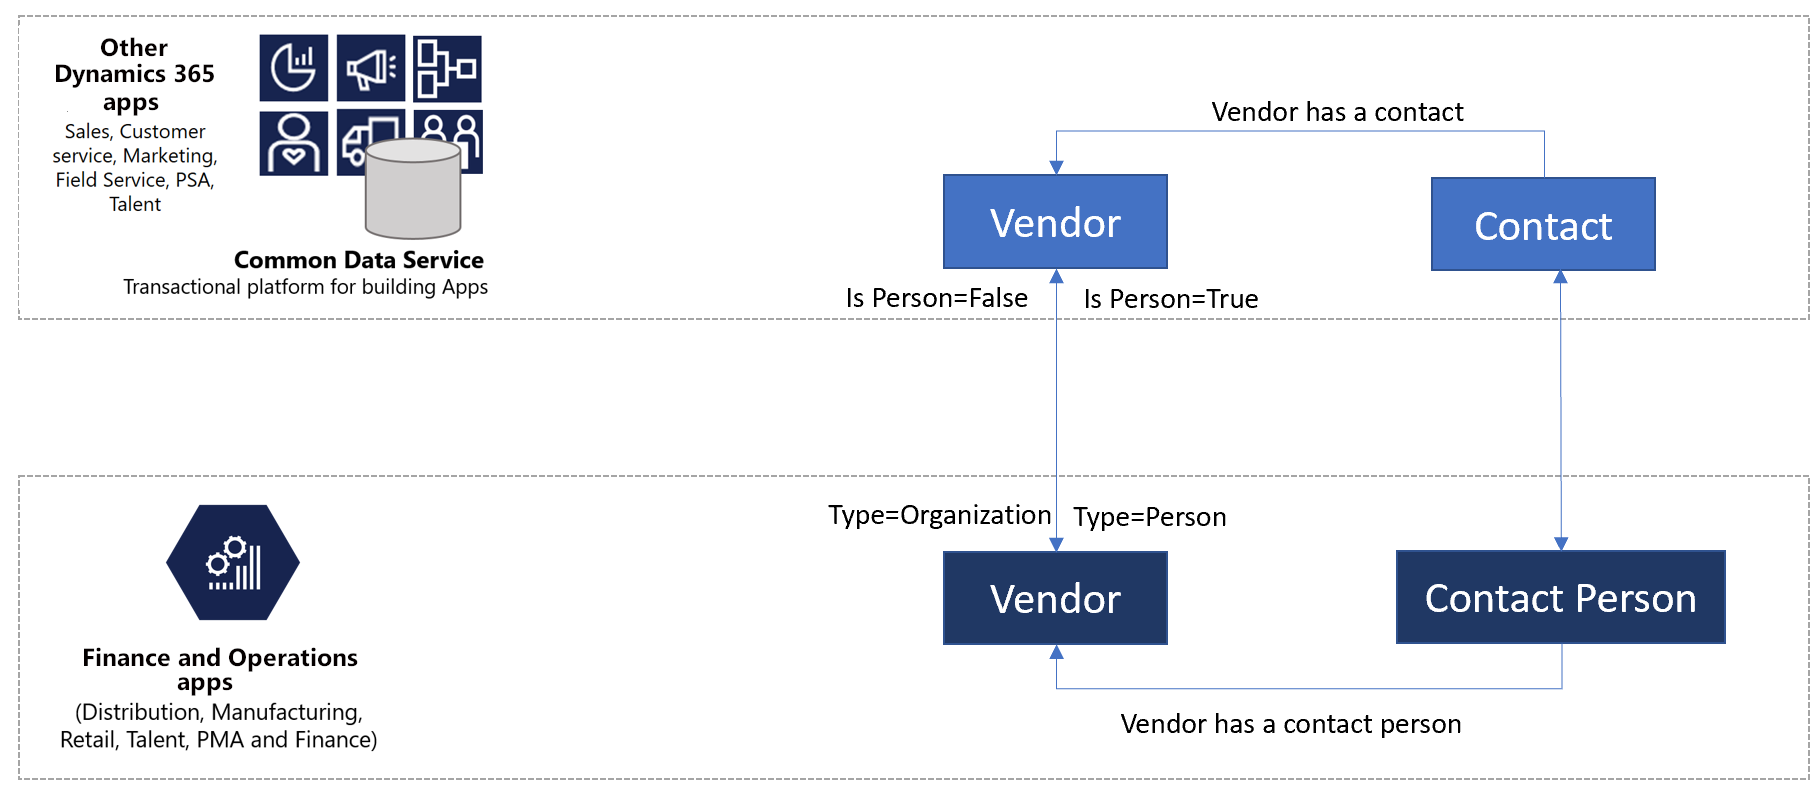 Other
Dynamics 365
apps
Sales, Customer
service, Marketing,
Field Service, PSA,
Talent
Common Data Service
Transactional platform for building Apps
Vendor has a contact
Vendor
Contact
Is Person=False
Is Person=True
Type=Organization
Type=Person
Vendor
Contact Person
Vendor has a contact person
Finance and Operations
apps
(Distribution, Manufacturing,
Retail, Talent, PMA and Finance)